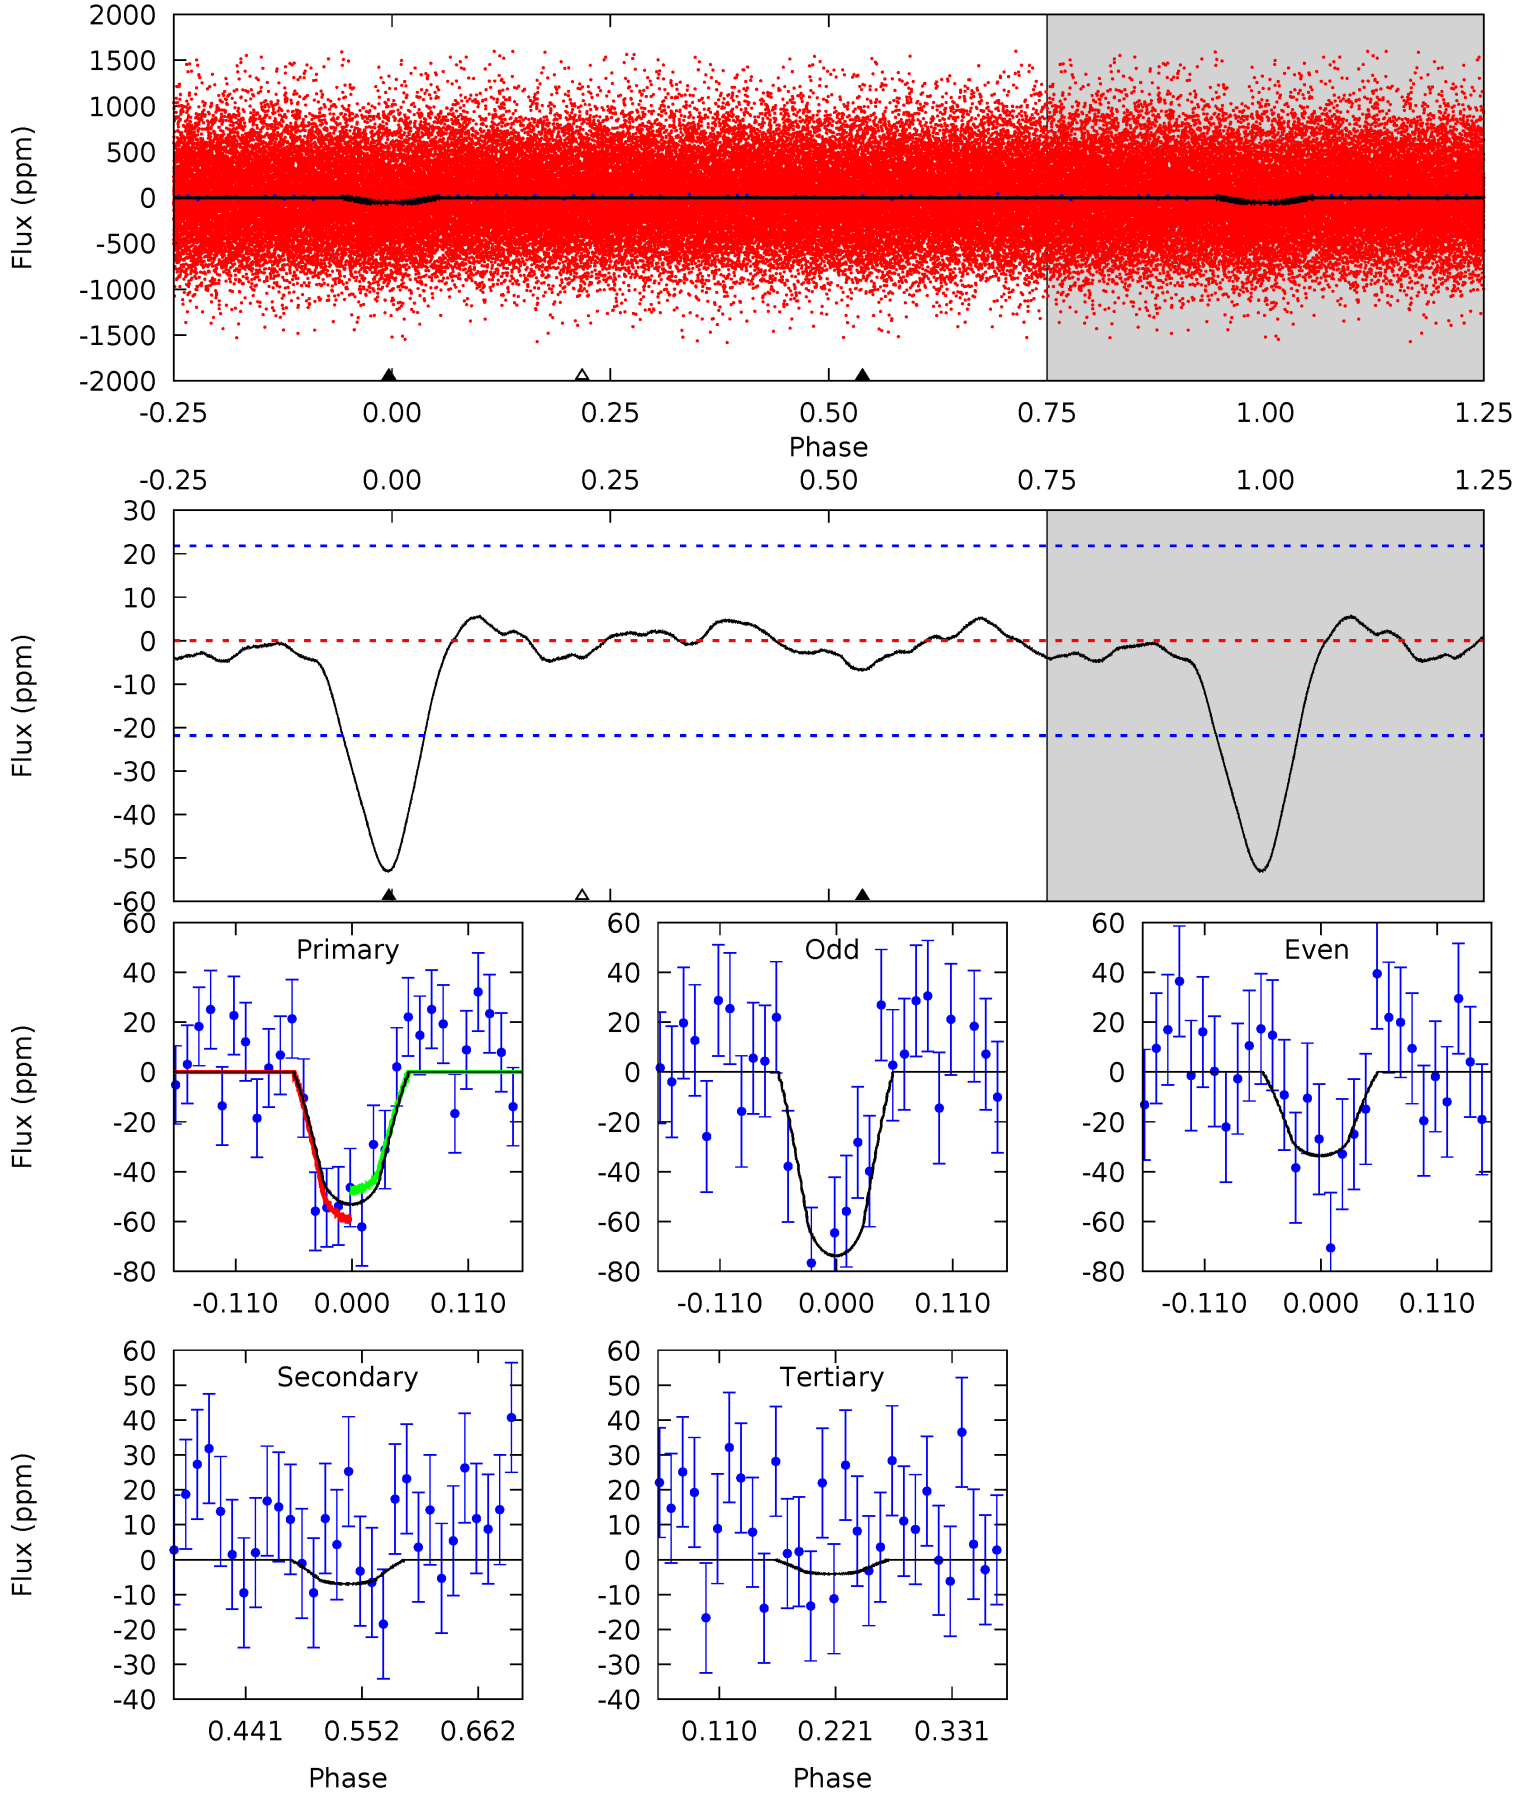 2000
1500
1000
500
0
-500
-1000
-1500
-2000
Flux (ppm)
-0.25 0.00 0.25 0.50 0.75 1.00 1.25
Phase
-0.25 0.00 0.25 0.50 0.75 1.00 1.25
30
20
10
0
-10
-20
-30
-40
-50
-60
Flux (ppm)
Primary Odd Even
60 60 60
40 40 40
20 20 20
0 0 0
-20 -20 -20
-40 -40 -40
-60 -60 -60
-80 -80 -80
Flux (ppm)
-0.110 0.000 0.110 -0.110 0.000 0.110 -0.110 0.000 0.110
Secondary Tertiary
60 60
50 50
40 40
30 30
20 20
10 10
0 0
-10 -10
-20 -20
-30 -30
-40 -40
Flux (ppm)
0.441 0.552 0.662 0.110 0.221 0.331
Phase Phase